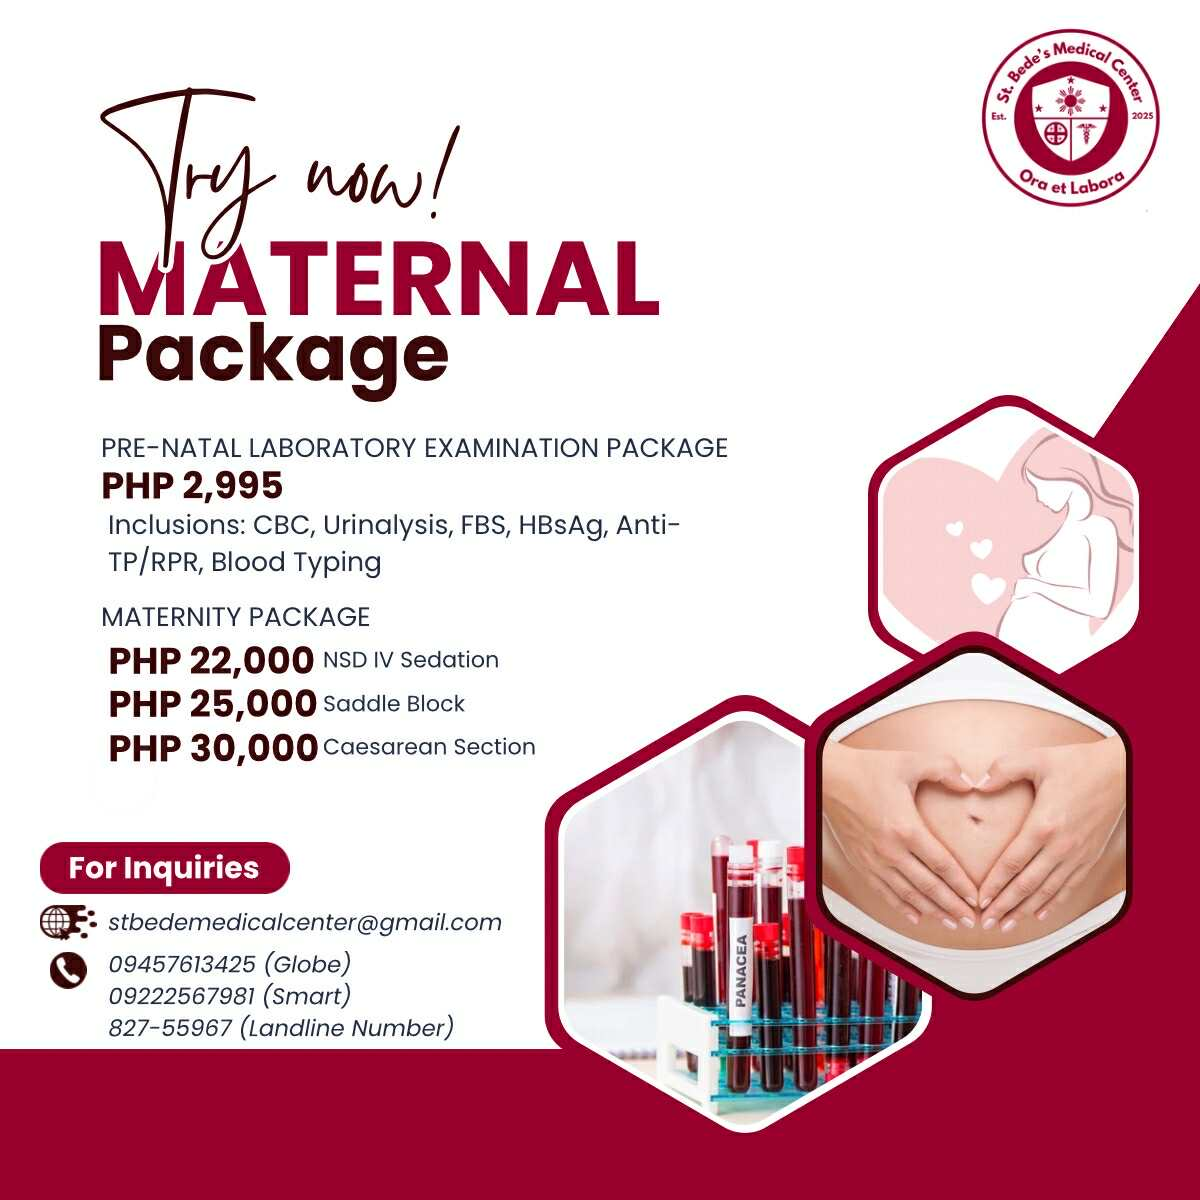 St. Bede's Medical Center
Est. 2025
Ora et Labora
Try now!
MATERNAL
Package
PRE-NATAL LABORATORY EXAMINATION PACKAGE
PHP 2,995
Inclusions: CBC, Urinalysis, FBS, HBsAg, Anti-
TP/RPR, Blood Typing
MATERNITY PACKAGE
PHP 22,000 NSD IV Sedation
PHP 25,000 Saddle Block
PHP 30,000 Caesarean Section
For Inquiries
stbedemedicalcenter@gmail.com
09457613425 (Globe)
09222567981 (Smart)
827-55967 (Landline Number)
PANACEA